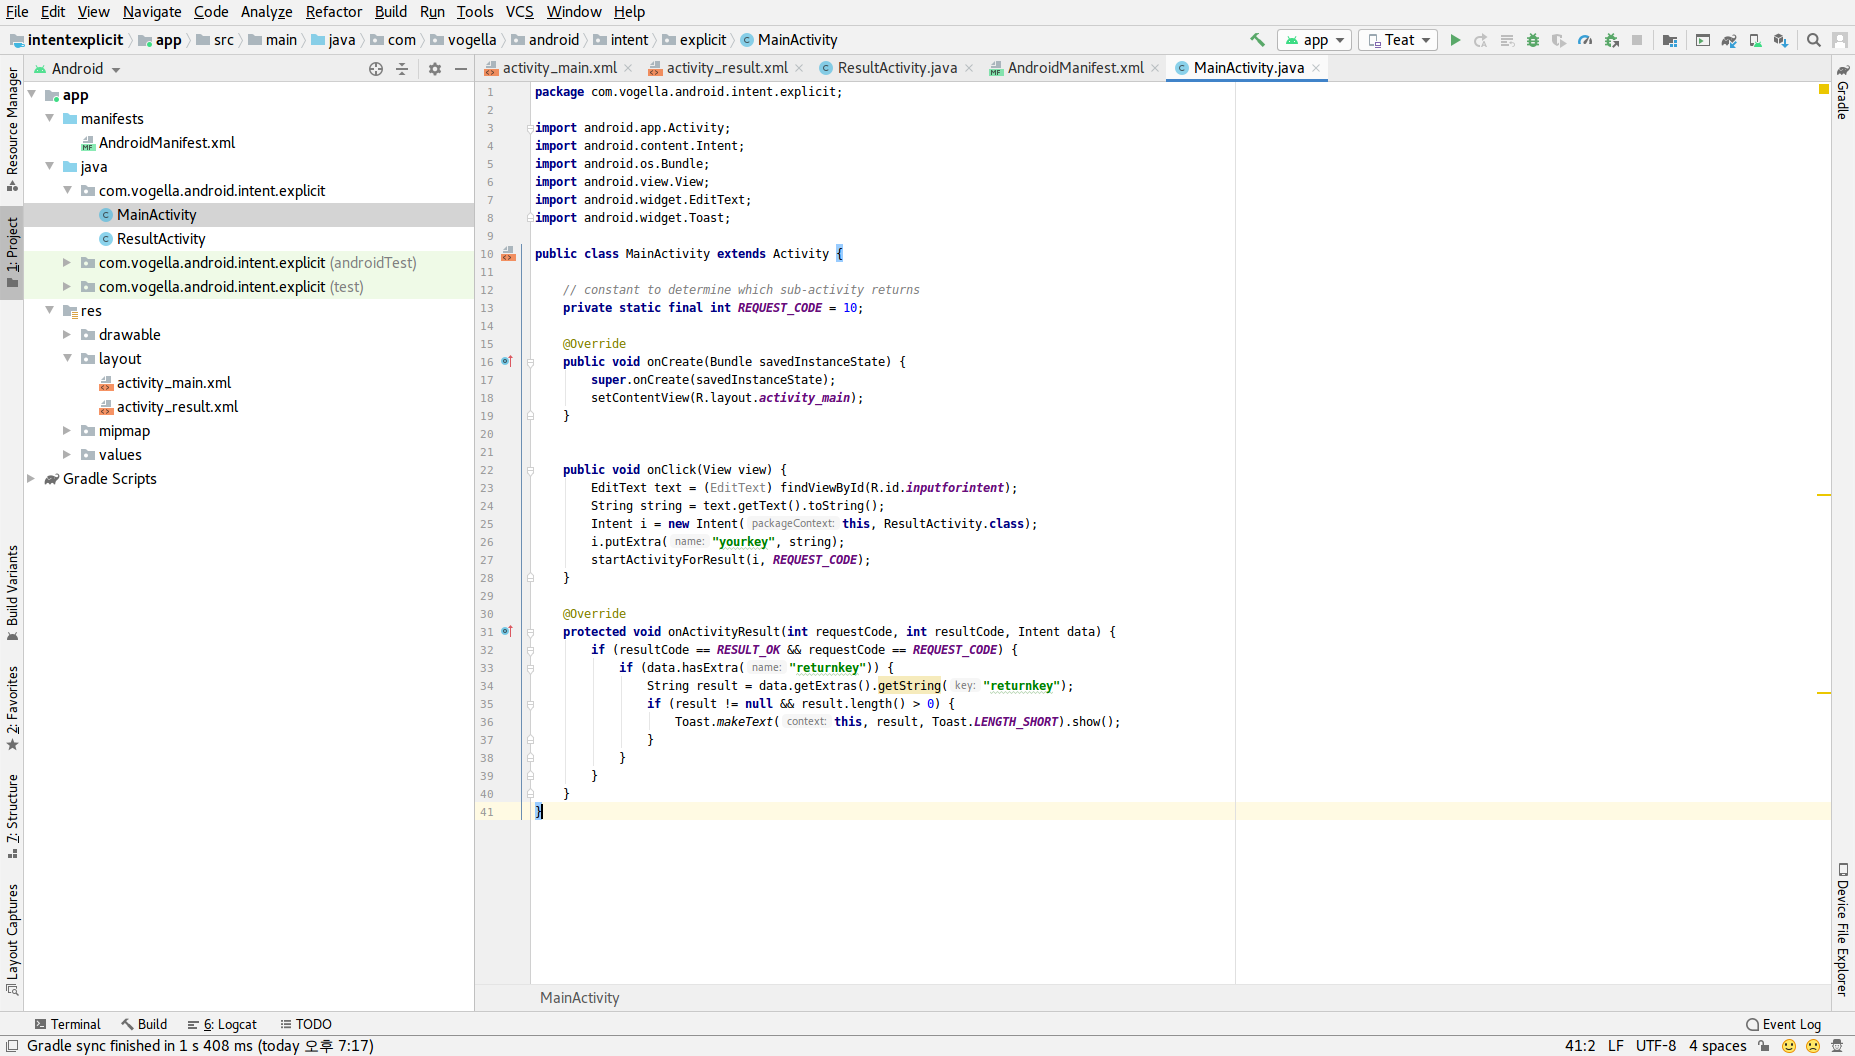 File Edit View Navigate Code Analyze Refactor Build Run Tools VCS Window Help
intentexplicit app src main java com vogella android intent explicit MainActivity app Teat
Android activity_main.xml activity_result.xml ResultActivity.java AndroidManifest.xml MainActivity.java
app
manifests
AndroidManifest.xml
java
com.vogella.android.intent.explicit
MainActivity
ResultActivity
com.vogella.android.intent.explicit (androidTest)
com.vogella.android.intent.explicit (test)
res
drawable
layout
activity_main.xml
activity_result.xml
mipmap
values
Gradle Scripts
Resource Manager
1: Project
Build Variants
2: Favorites
7: Structure
Layout Captures
1 package com.vogella.android.intent.explicit;
2
3 import android.app.Activity;
4 import android.content.Intent;
5 import android.os.Bundle;
6 import android.view.View;
7 import android.widget.EditText;
8 import android.widget.Toast;
9
10 public class MainActivity extends Activity {
11
12 // constant to determine which sub-activity returns
13 private static final int REQUEST_CODE = 10;
14
15 @Override
16 public void onCreate(Bundle savedInstanceState) {
17 super.onCreate(savedInstanceState);
18 setContentView(R.layout.activity_main);
19 }
20
21
22 public void onClick(View view) {
23 EditText text = (EditText) findViewById(R.id.inputforintent);
24 String string = text.getText().toString();
25 Intent i = new Intent( packageContext: this, ResultActivity.class);
26 i.putExtra( name: "yourkey", string);
27 startActivityForResult(i, REQUEST_CODE);
28 }
29
30 @Override
31 protected void onActivityResult(int requestCode, int resultCode, Intent data) {
32 if (resultCode == RESULT_OK && requestCode == REQUEST_CODE) {
33 if (data.hasExtra( name: "returnkey")) {
34 String result = data.getExtras().getString( key: "returnkey");
35 if (result != null && result.length() > 0) {
36 Toast.makeText( context: this, result, Toast.LENGTH_SHORT).show();
37 }
38 }
39 }
40 }
41 }
MainActivity
Gradle
Device File Explorer
Terminal Build 6: Logcat TODO Event Log
Gradle sync finished in 1 s 408 ms (today 오후 7:17) 41:2 LF UTF-8 4 spaces